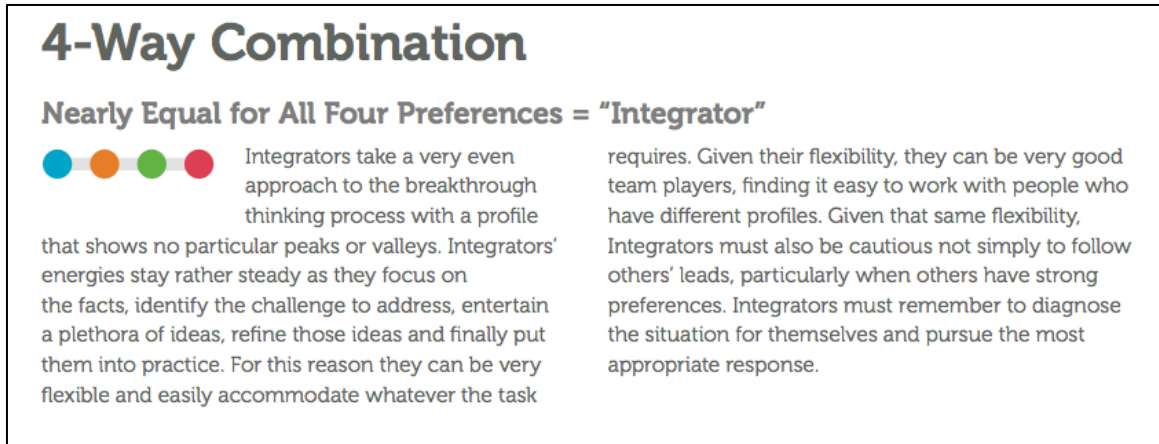 4-Way Combination
Nearly Equal for All Four Preferences = “Integrator”
Integrators take a very even
approach to the breakthrough
thinking process with a profile
that shows no particular peaks or valleys. Integrators’
energies stay rather steady as they focus on
the facts, identify the challenge to address, entertain
a plethora of ideas, refine those ideas and finally put
them into practice. For this reason they can be very
flexible and easily accommodate whatever the task
requires. Given their flexibility, they can be very good
team players, finding it easy to work with people who
have different profiles. Given that same flexibility,
Integrators must also be cautious not simply to follow
others’ leads, particularly when others have strong
preferences. Integrators must remember to diagnose
the situation for themselves and pursue the most
appropriate response.